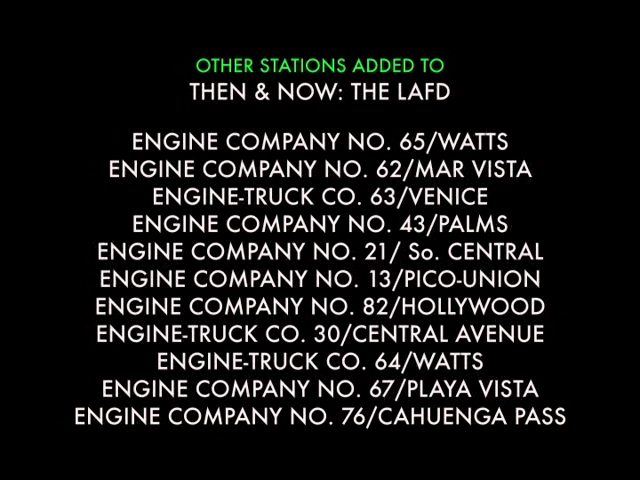 OTHER STATIONS ADDED TO
THEN & NOW: THE LAFD
ENGINE COMPANY NO. 65/WATTS
ENGINE COMPANY NO. 62/MAR VISTA
ENGINE-TRUCK CO. 63/VENICE
ENGINE COMPANY NO. 43/PALMS
ENGINE COMPANY NO. 21/ So. CENTRAL
ENGINE COMPANY NO. 13/PICO-UNION
ENGINE COMPANY NO. 82/HOLLYWOOD
ENGINE-TRUCK CO. 30/CENTRAL AVENUE
ENGINE-TRUCK CO. 64/WATTS
ENGINE COMPANY NO. 67/PLAYA VISTA
ENGINE COMPANY NO. 76/CAHUENGA PASS